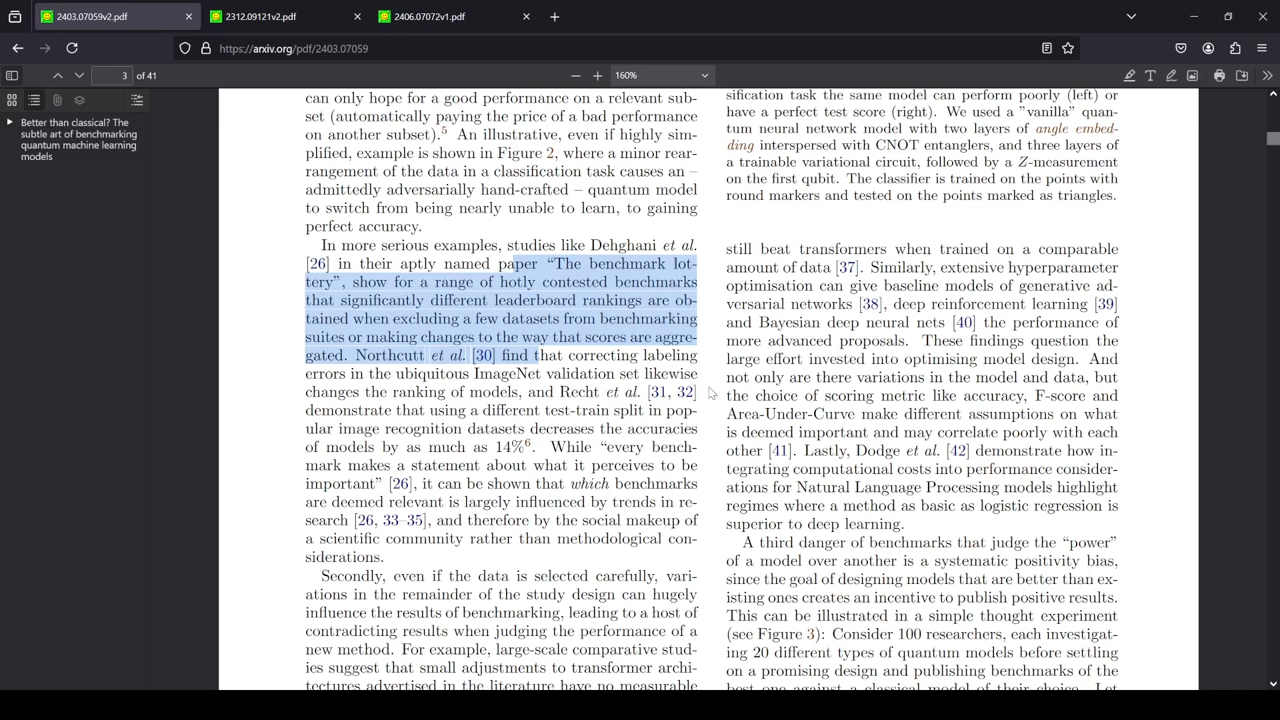 2403.07059v2.pdf
2312.09121v2.pdf
2406.07072v1.pdf
https://arxiv.org/pdf/2403.07059
3 of 41
160%
Better than classical? The
subtle art of benchmarking
quantum machine learning
models
can only hope for a good performance on a relevant sub-
set (automatically paying the price of a bad performance
on another subset).5 An illustrative, even if highly sim-
plified, example is shown in Figure 2, where a minor rear-
rangement of the data in a classification task causes an –
admittedly adversarially hand-crafted – quantum model
to switch from being nearly unable to learn, to gaining
perfect accuracy.
In more serious examples, studies like Dehghani et al.
[26] in their aptly named paper “The benchmark lot-
tery”, show for a range of hotly contested benchmarks
that significantly different leaderboard rankings are ob-
tained when excluding a few datasets from benchmarking
suites or making changes to the way that scores are aggre-
gated. Northcutt et al. [30] find that correcting labeling
errors in the ubiquitous ImageNet validation set likewise
changes the ranking of models, and Recht et al. [31, 32]
demonstrate that using a different test-train split in pop-
ular image recognition datasets decreases the accuracies
of models by as much as 14%6. While “every bench-
mark makes a statement about what it perceives to be
important” [26], it can be shown that which benchmarks
are deemed relevant is largely influenced by trends in re-
search [26, 33–35], and therefore by the social makeup of
a scientific community rather than methodological con-
siderations.
Secondly, even if the data is selected carefully, vari-
ations in the remainder of the study design can hugely
influence the results of benchmarking, leading to a host of
contradicting results when judging the performance of a
new method. For example, large-scale comparative stud-
ies suggest that small adjustments to transformer archi-
tectures advertised in the literature have no measurable
sification task the same model can perform poorly (left) or
have a perfect test score (right). We used a "vanilla" quan-
tum neural network model with two layers of angle embed-
ding interspersed with CNOT entanglers, and three layers of
a trainable variational circuit, followed by a Z-measurement
on the first qubit. The classifier is trained on the points with
round markers and tested on the points marked as triangles.
still beat transformers when trained on a comparable
amount of data [37]. Similarly, extensive hyperparameter
optimisation can give baseline models of generative ad-
versarial networks [38], deep reinforcement learning [39]
and Bayesian deep neural nets [40] the performance of
more advanced proposals. These findings question the
large effort invested into optimising model design. And
not only are there variations in the model and data, but
the choice of scoring metric like accuracy, F-score and
Area-Under-Curve make different assumptions on what
is deemed important and may correlate poorly with each
other [41]. Lastly, Dodge et al. [42] demonstrate how in-
tegrating computational costs into performance consider-
ations for Natural Language Processing models highlight
regimes where a method as basic as logistic regression is
superior to deep learning.
A third danger of benchmarks that judge the “power”
of a model over another is a systematic positivity bias,
since the goal of designing models that are better than ex-
isting ones creates an incentive to publish positive results.
This can be illustrated in a simple thought experiment
(see Figure 3): Consider 100 researchers, each investigat-
ing 20 different types of quantum models before settling
on a promising design and publishing benchmarks of the
best one against a classical model of their choice. Let